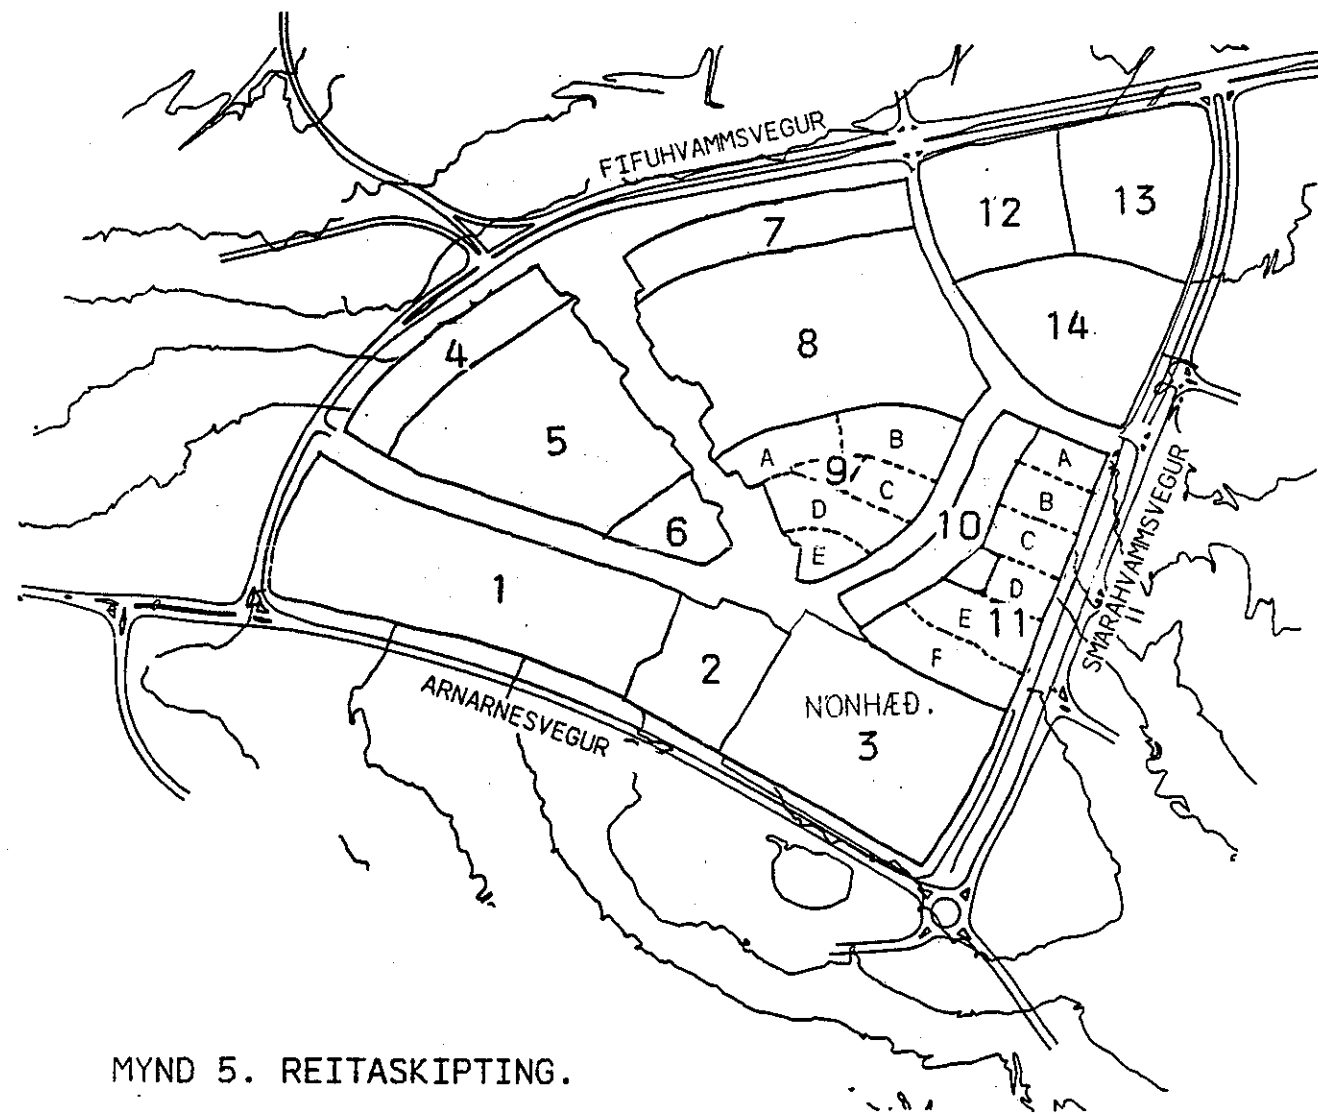 FIFUHVAMMSVEGUR
12
13
7
14
8
4
5
A
B
9
C
D
E
6
10
A
B
C
D
E
11
F
SMARAHVAMMSVEGUR
1
2
ARNARNESVEGUR
NONHÆÐ.
3
MYND 5. REITASKIPTING.